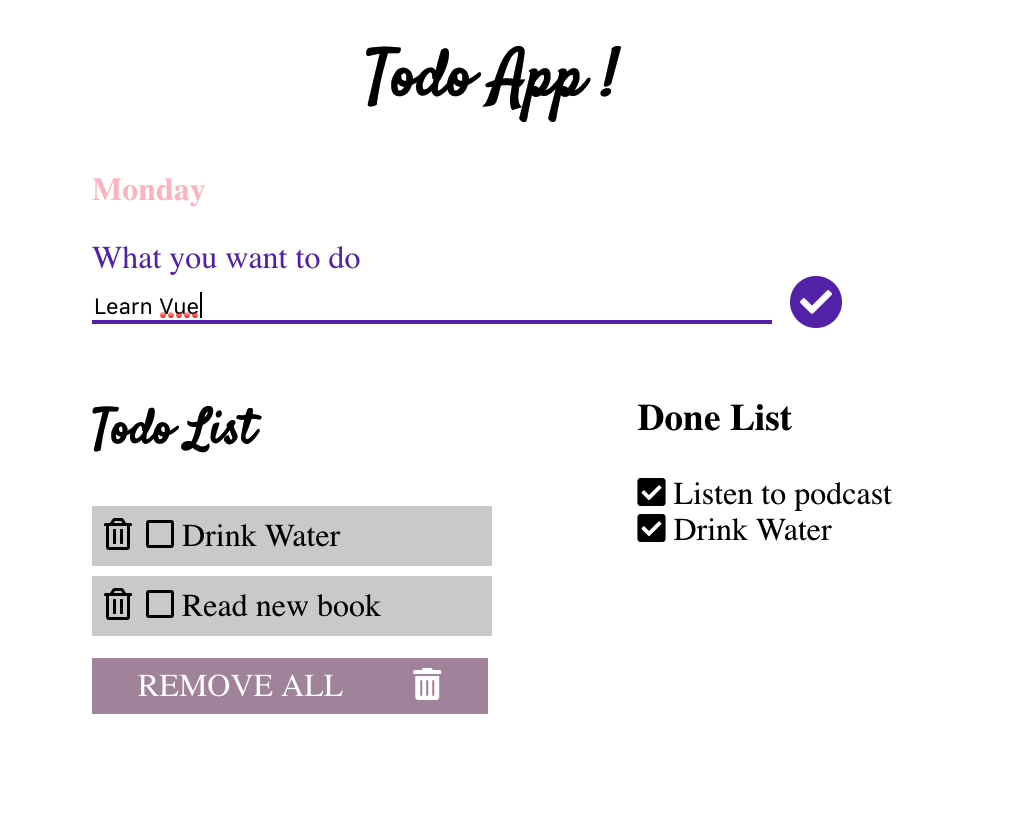 Todo App !
Monday
What you want to do
Learn Vue
Todo List
Drink Water
Read new book
REMOVE ALL
Done List
Listen to podcast
Drink Water